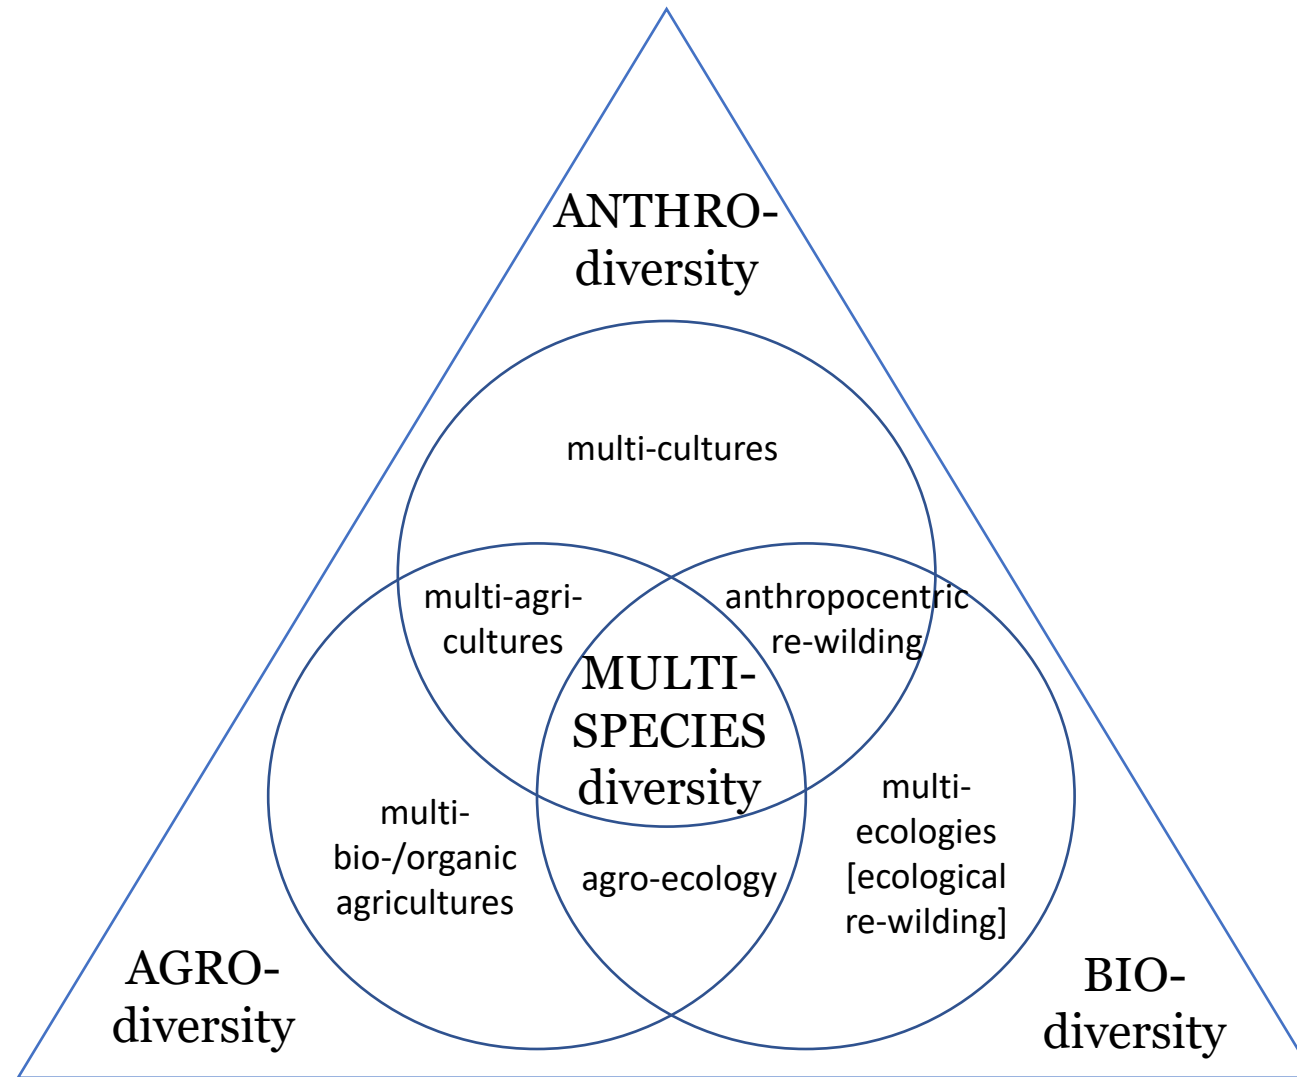 ANTHRO-
diversity
multi-cultures
multi-agri-
cultures
anthropocentric
re-wilding
MULTI-
SPECIES
diversity
multi-
bio-/organic
agricultures
agro-ecology
multi-
ecologies
[ecological
re-wilding]
AGRO-
diversity
BIO-
diversity